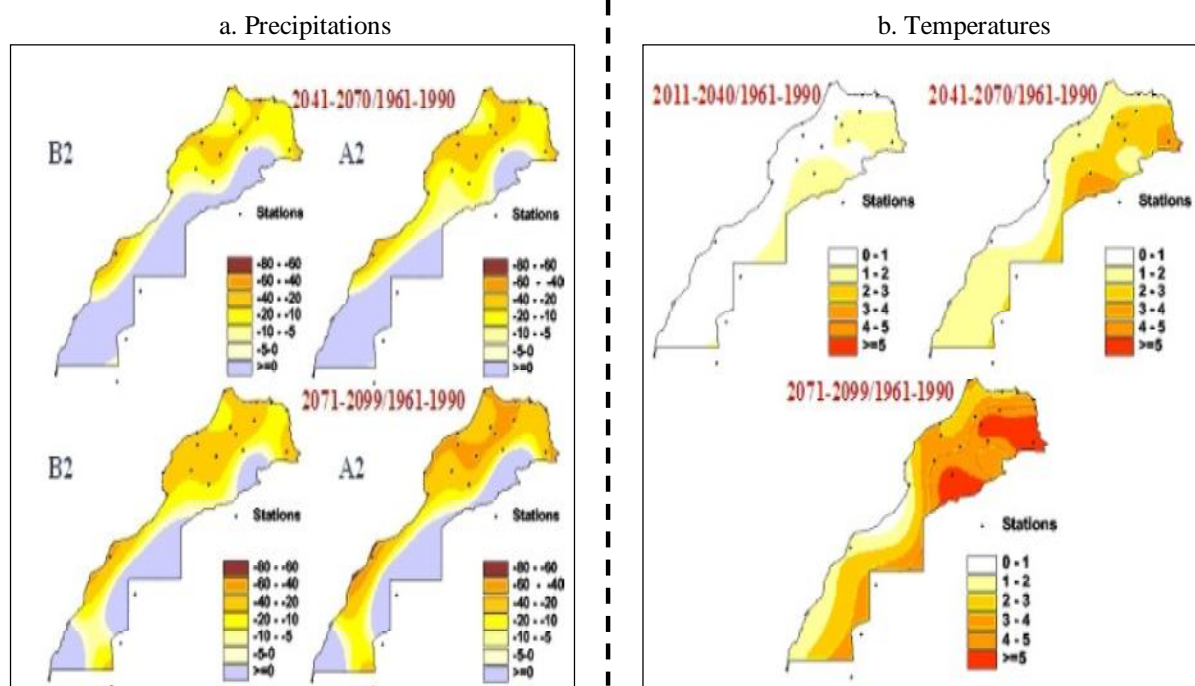 a. Precipitations
2041-2070/1961-1990
B2
A2
Stations
Stations
-80 - -60
-60 - -40
-40 - -20
-20 - -10
-10 - -5
-5-0
>=0
-80 - -60
-60 - -40
-40 - -20
-20 - -10
-10 - -5
-5-0
>=0
2071-2099/1961-1990
B2
A2
Stations
Stations
-80 - -60
-60 - -40
-40 - -20
-20 - -10
-10 - -5
-5-0
>=0
-80 - -60
-60 - -40
-40 - -20
-20 - -10
-10 - -5
-5-0
>=0
b. Temperatures
2011-2040/1961-1990
2041-2070/1961-1990
Stations
Stations
0 - 1
1 - 2
2 - 3
3 - 4
4 - 5
>=5
0 - 1
1 - 2
2 - 3
3 - 4
4 - 5
>=5
2071-2099/1961-1990
Stations
0 - 1
1 - 2
2 - 3
3 - 4
4 - 5
>=5